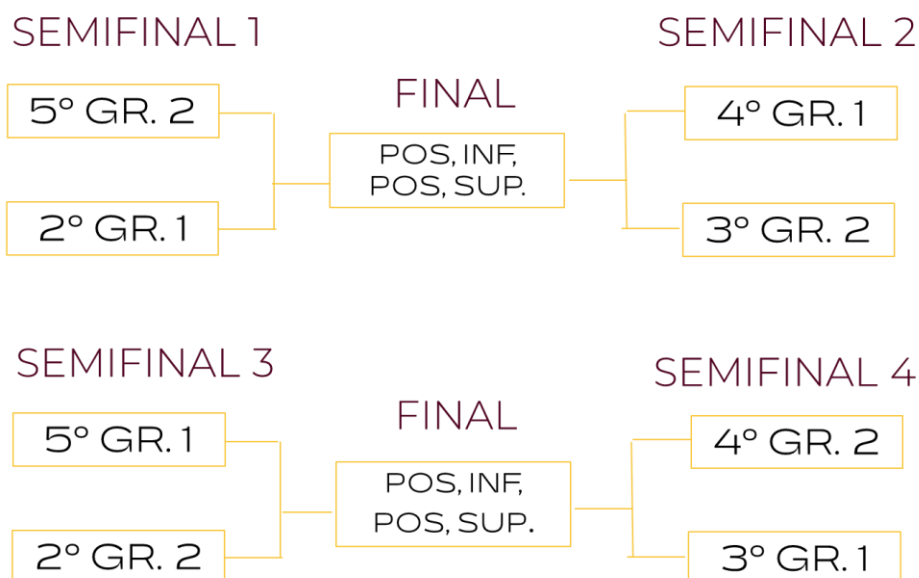 SEMIFINAL 1
SEMIFINAL 2
5º GR. 2
FINAL
4º GR. 1
POS, INF,
POS, SUP.
2º GR. 1
3º GR. 2
SEMIFINAL 3
SEMIFINAL 4
5º GR. 1
FINAL
4º GR. 2
POS, INF,
POS, SUP.
2º GR. 2
3º GR. 1